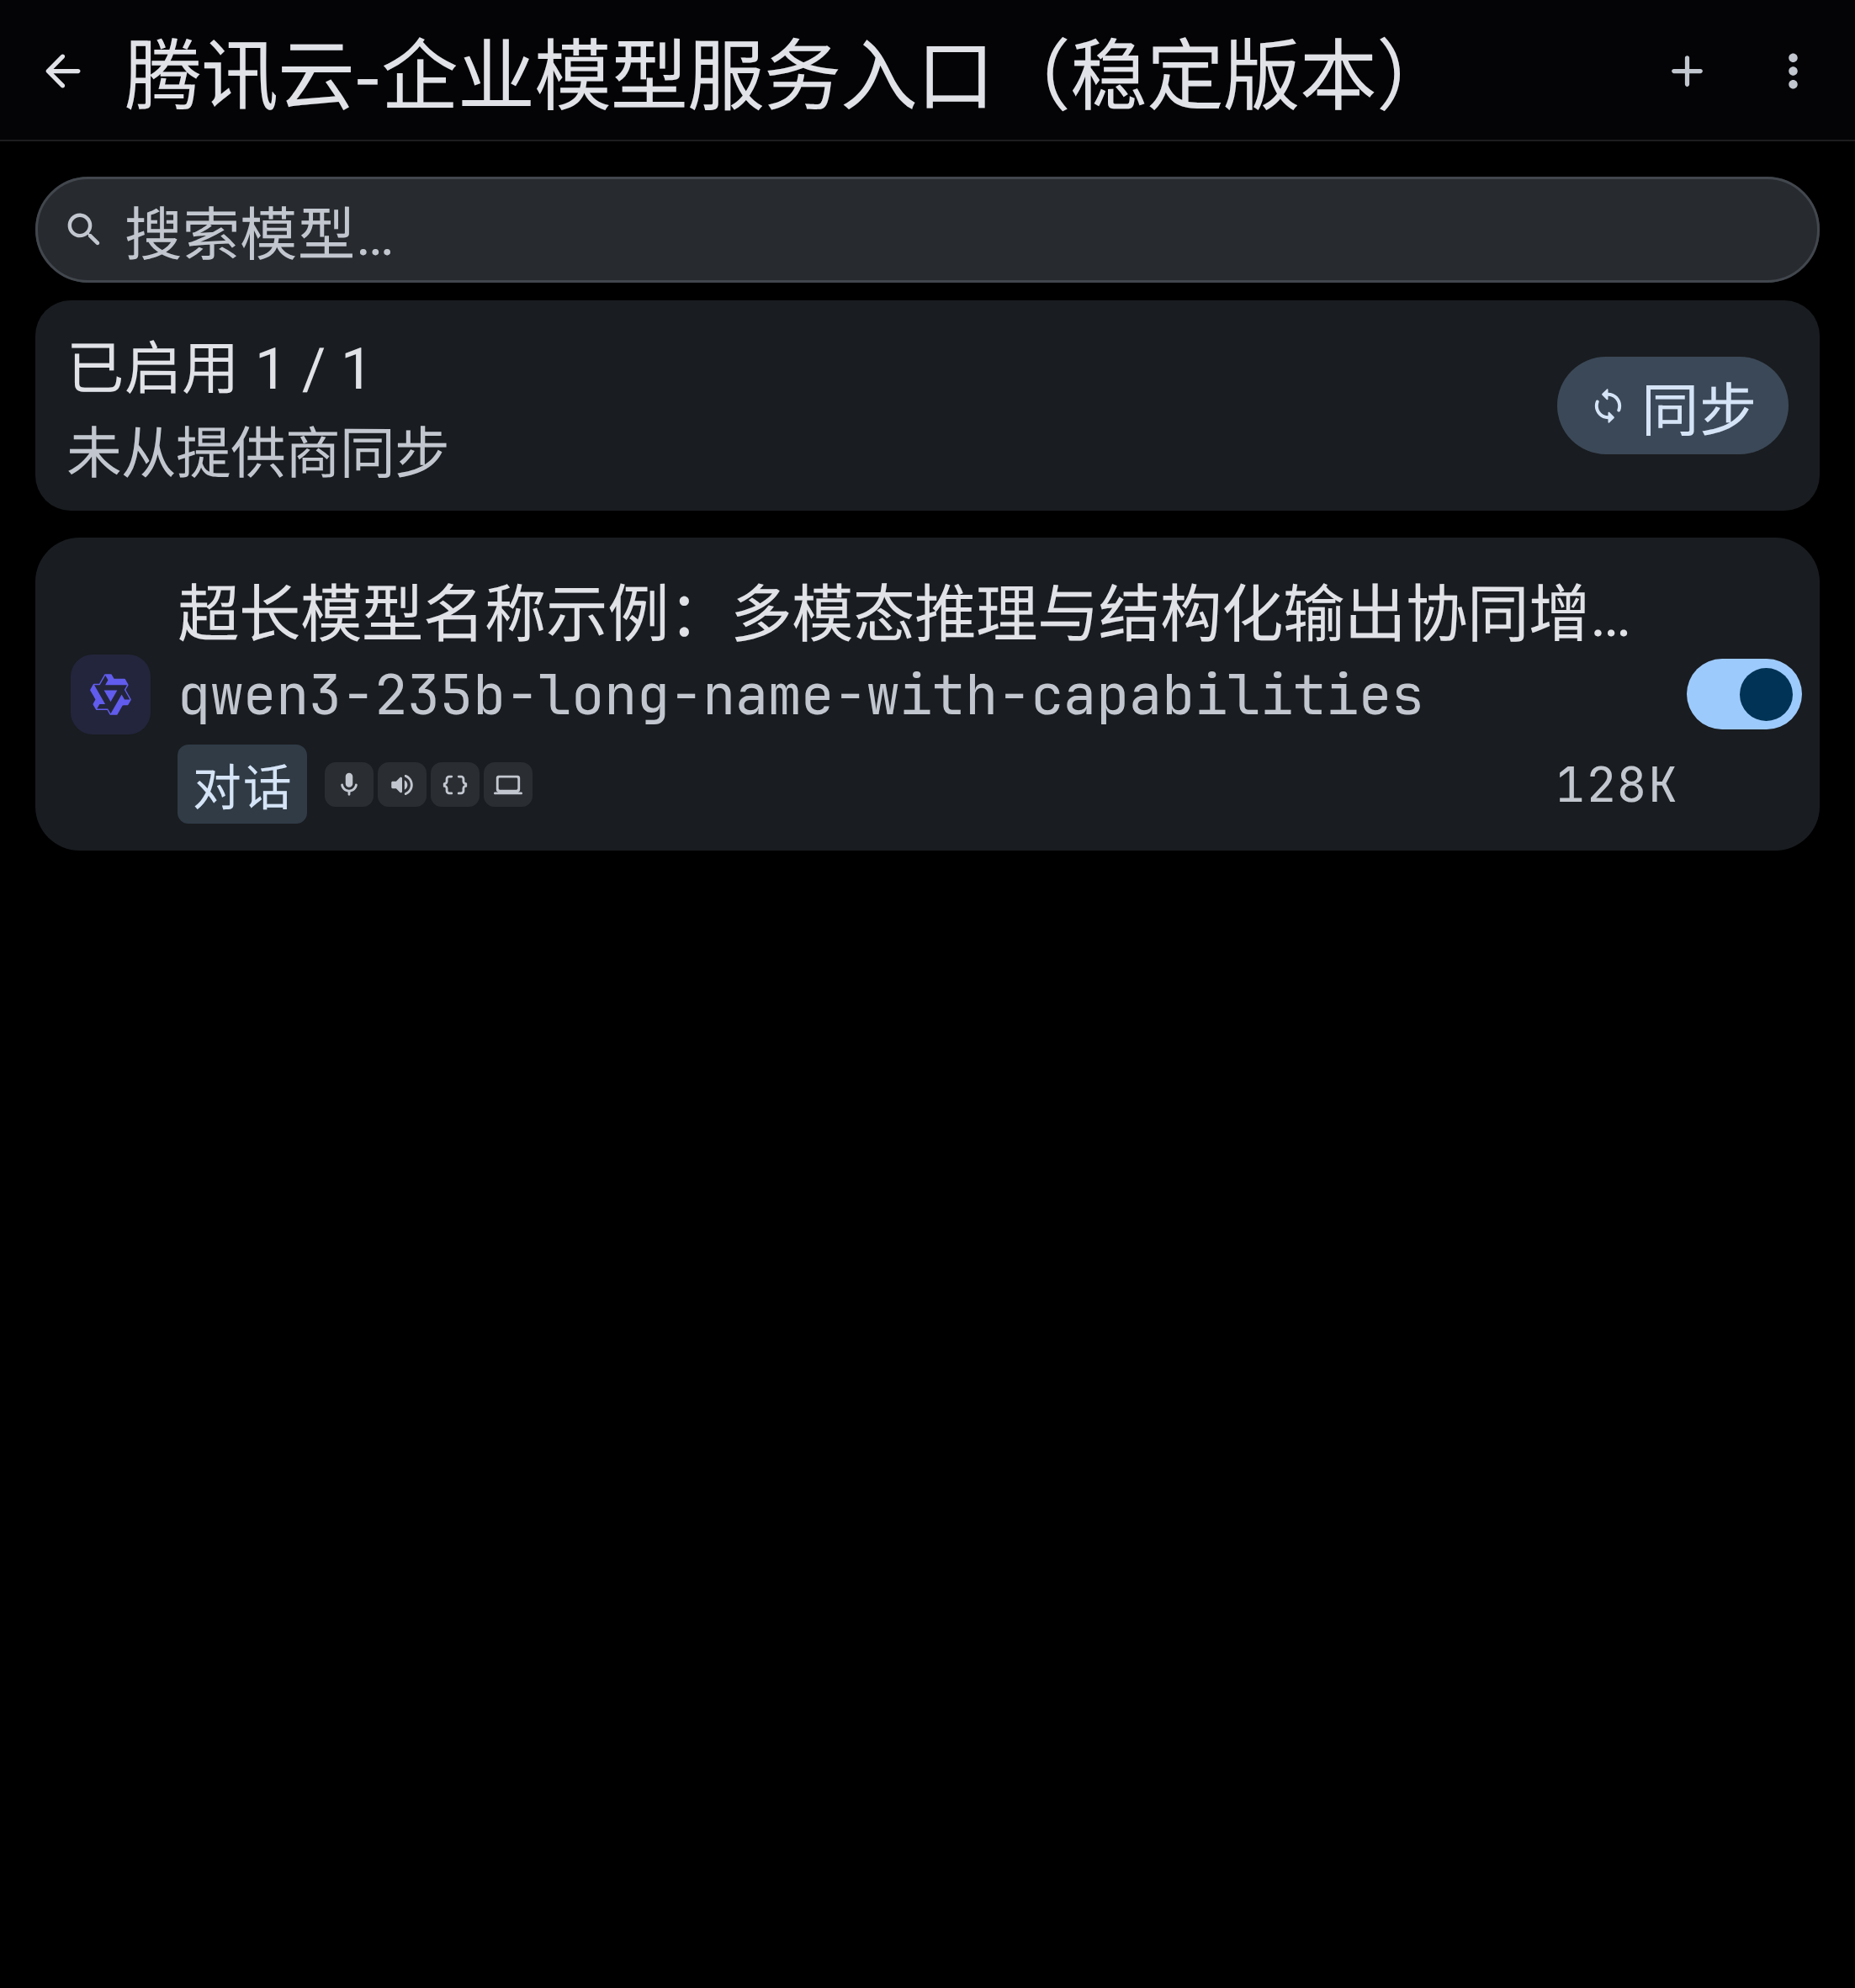 腾讯云-企业模型服务入口（稳定版本）
搜索模型...
已启用 1 / 1
同步
未从提供商同步
超长模型名称示例：多模态推理与结构化输出协同增...
qwen3-235b-long-name-with-capabilities
对话
128K